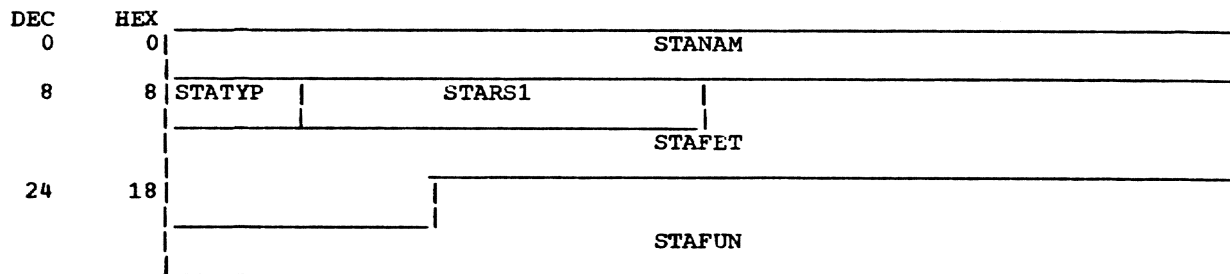 DEC HEX
0 0 STANAM
8 8 STATYP STARS1
STAFET
24 18
STAFUN